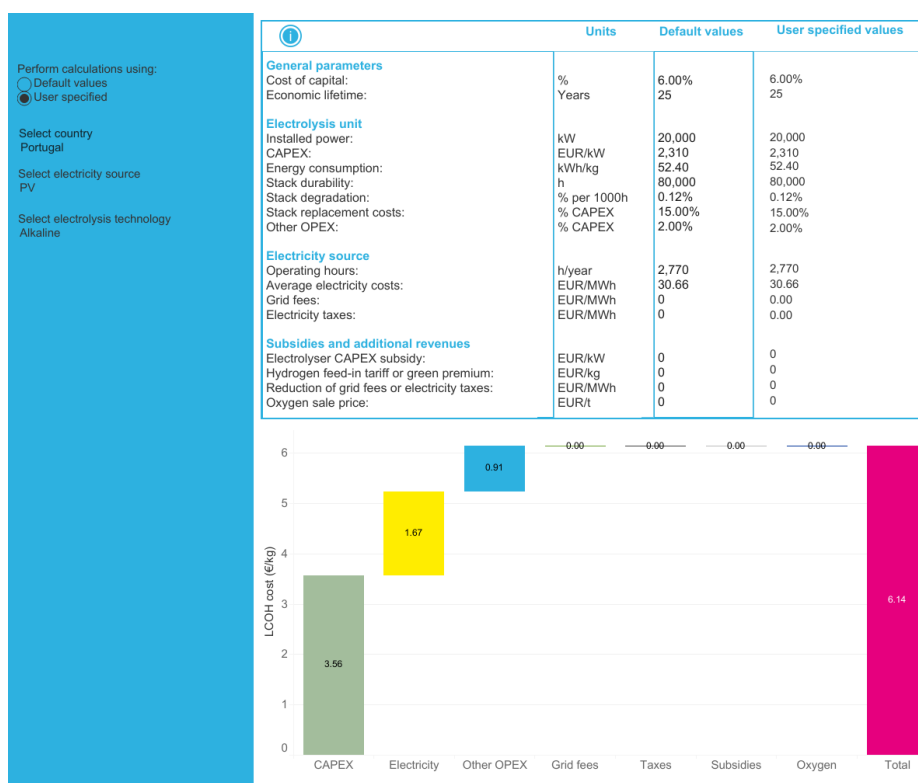 Perform calculations using:
Default values
User specified
Select country
Portugal
Select electricity source
PV
Select electrolysis technology
Alkaline
Units Default values User specified values
General parameters
Cost of capital: % 6.00% 6.00%
Economic lifetime: Years 25 25
Electrolysis unit
Installed power: kW 20,000 20,000
CAPEX: EUR/kW 2,310 2,310
Energy consumption: kWh/kg 52.40 52.40
Stack durability: h 80,000 80,000
Stack degradation: % per 1000h 0.12% 0.12%
Stack replacement costs: % CAPEX 15.00% 15.00%
Other OPEX: % CAPEX 2.00% 2.00%
Electricity source
Operating hours: h/year 2,770 2,770
Average electricity costs: EUR/MWh 30.66 30.66
Grid fees: EUR/MWh 0 0.00
Electricity taxes: EUR/MWh 0 0.00
Subsidies and additional revenues
Electrolyser CAPEX subsidy: EUR/kW 0 0
Hydrogen feed-in tariff or green premium: EUR/kg 0 0
Reduction of grid fees or electricity taxes: EUR/MWh 0 0
Oxygen sale price: EUR/t 0 0
LCOH cost (€/kg)
6
5
4
3
2
1
0
3.56
1.67
0.91
0.00
0.00
0.00
0.00
6.14
CAPEX Electricity Other OPEX Grid fees Taxes Subsidies Oxygen Total